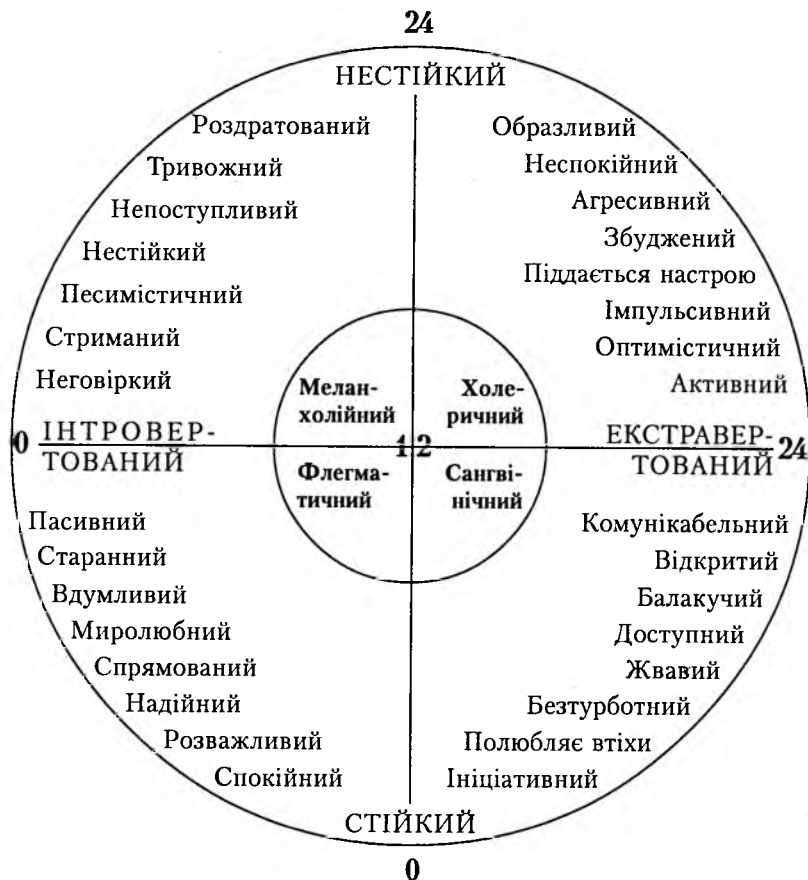 24
НЕСТІЙКИЙ
Роздратований
Тривожний
Непоступливий
Нестійкий
Песимістичний
Стриманий
Неговіркий
Образливий
Неспокійний
Агресивний
Збуджений
Піддається настрою
Імпульсивний
Оптимістичний
Активний
Мелан-
холійний
Холе-
ричний
0 ІНТРОВЕР-
ТОВАНИЙ
12
ЕКСТРАВЕР-
ТОВАНИЙ 24
Флегма-
тичний
Сангві-
нічний
Пасивний
Старанний
Вдумливий
Миролюбний
Спрямований
Надійний
Розважливий
Спокійний
Комунікабельний
Відкритий
Балакучий
Доступний
Жвавий
Безтурботний
Полюбляє втіхи
Ініціативний
СТІЙКИЙ
0